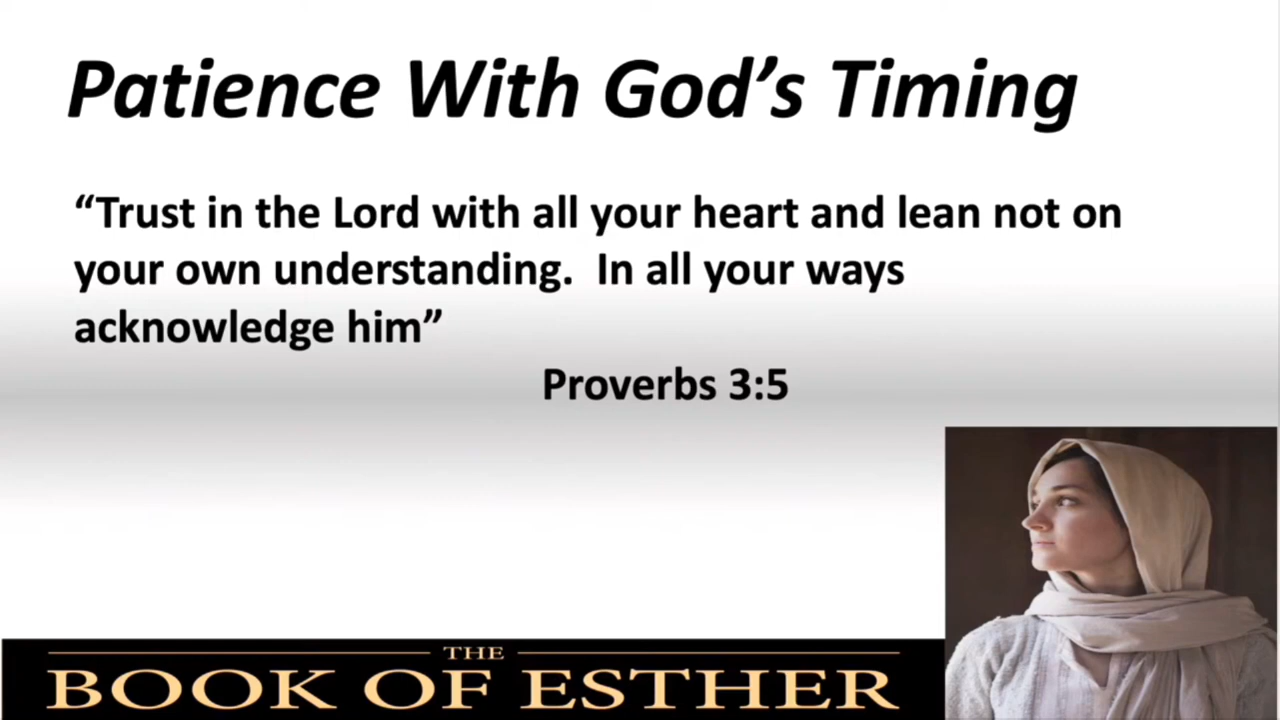 Patience With God’s Timing
“Trust in the Lord with all your heart and lean not on
your own understanding.  In all your ways
acknowledge him”
Proverbs 3:5
THE
BOOK OF ESTHER